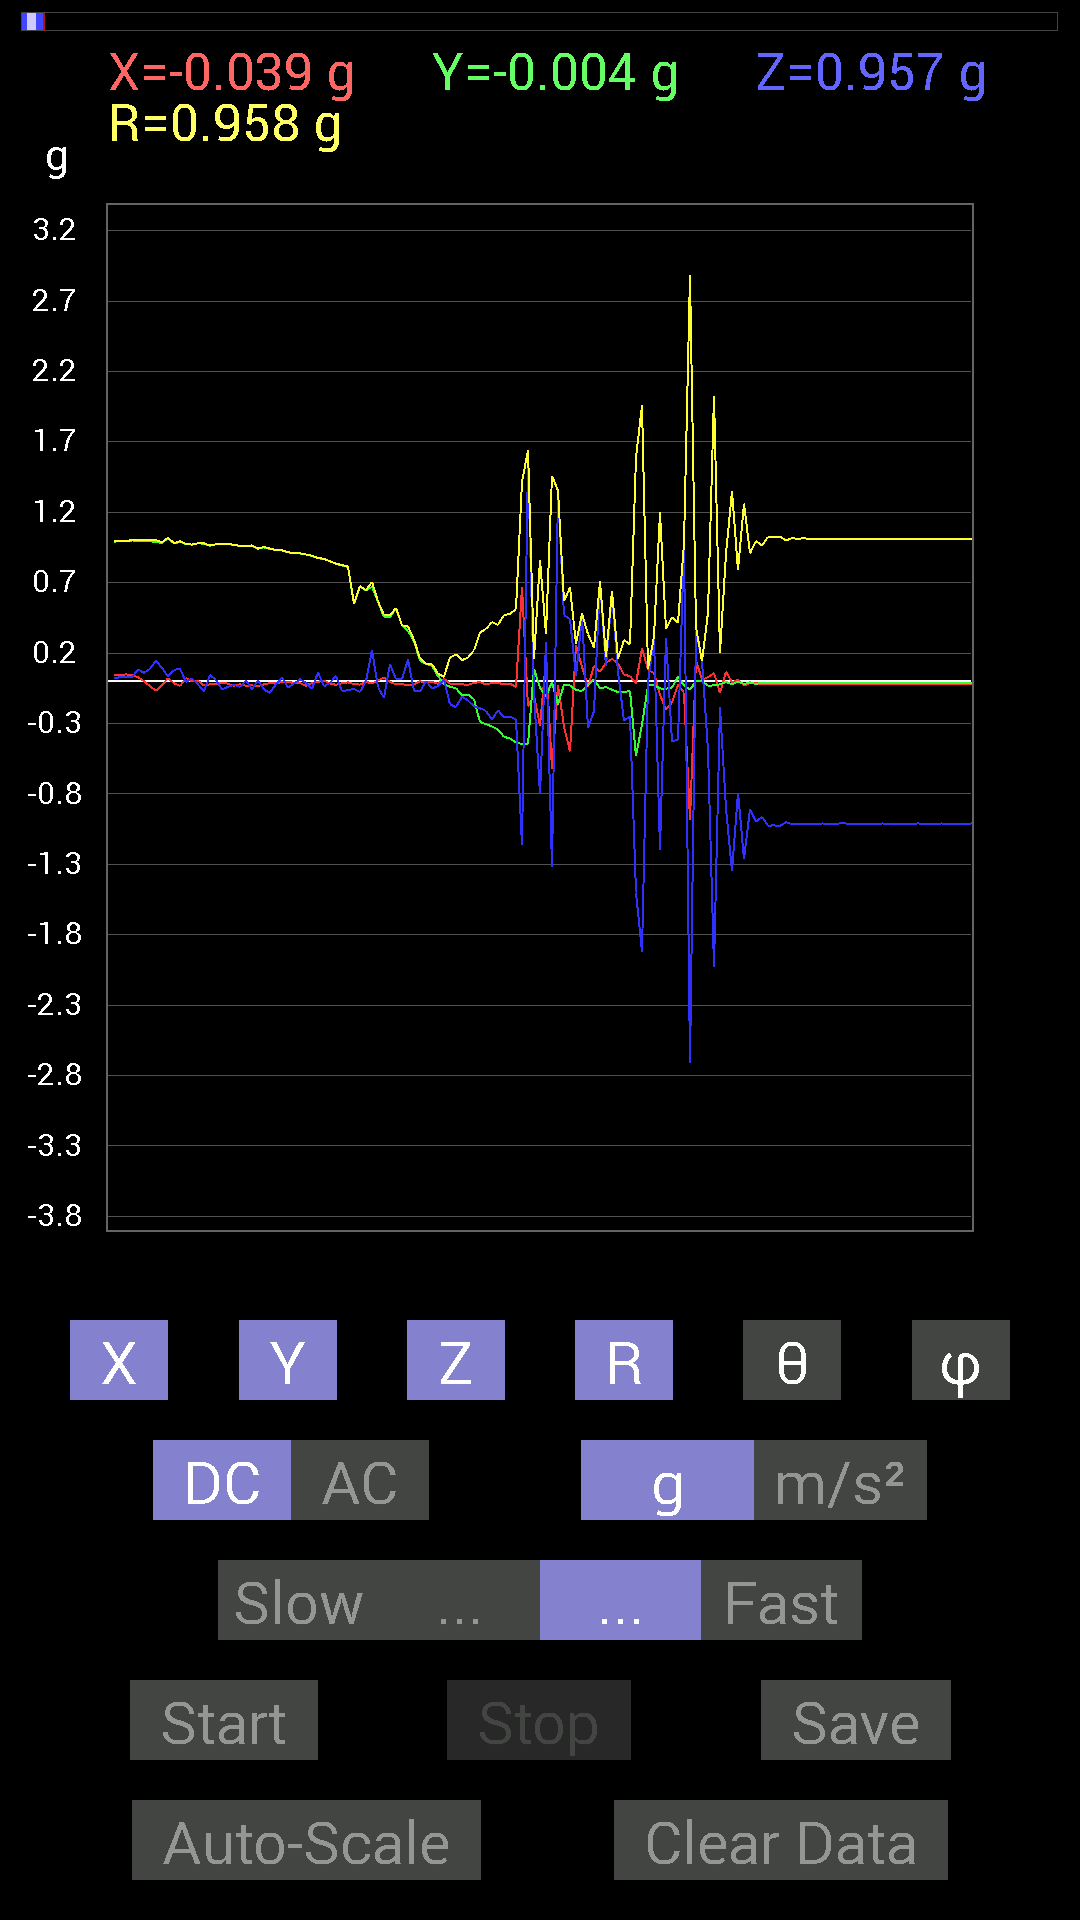 X=-0.039 g Y=-0.004 g Z=0.957 g
R=0.958 g
g
3.2
2.7
2.2
1.7
1.2
0.7
0.2
-0.3
-0.8
-1.3
-1.8
-2.3
-2.8
-3.3
-3.8
X Y Z R θ φ
DC AC g m/s²
Slow ... ... Fast
Start Stop Save
Auto-Scale Clear Data